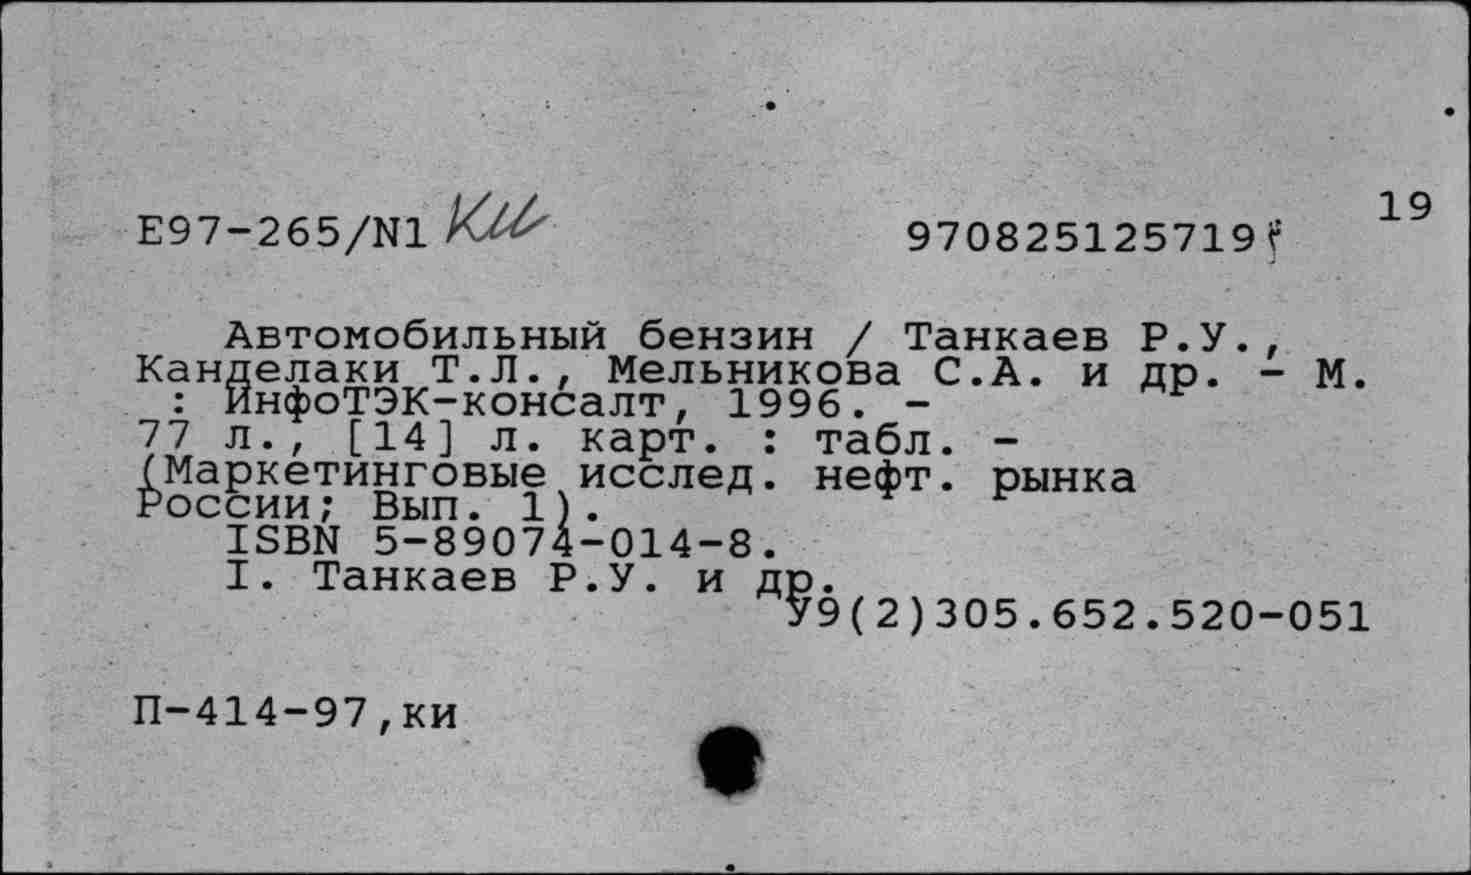 19
Е97-265/N1 Ки 970825125719
Автомобильный бензин / Танкаев Р.У.,
Канделаки Т.Л., Мельникова С.А. и др. - М.
: ИнфоТЭК-консалт, 1996. -
77 л., [14] л. карт. : табл. -
(Маркетинговые исслед. нефт. рынка
России; Вып. 1).
ISBN 5-89074-014-8.
I. Танкаев Р.У. и др.
У9(2)305.652.520-051
П-414-97,ки